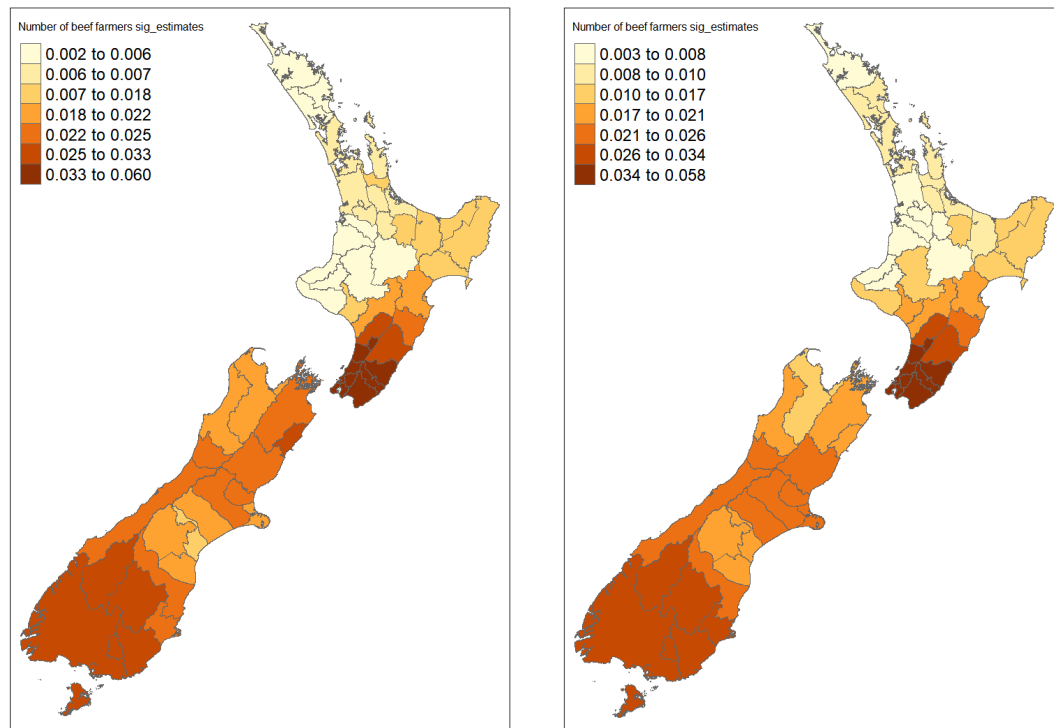 Number of beef farmers sig_estimates
0.002 to 0.006
0.006 to 0.007
0.007 to 0.018
0.018 to 0.022
0.022 to 0.025
0.025 to 0.033
0.033 to 0.060
Number of beef farmers sig_estimates
0.003 to 0.008
0.008 to 0.010
0.010 to 0.017
0.017 to 0.021
0.021 to 0.026
0.026 to 0.034
0.034 to 0.058